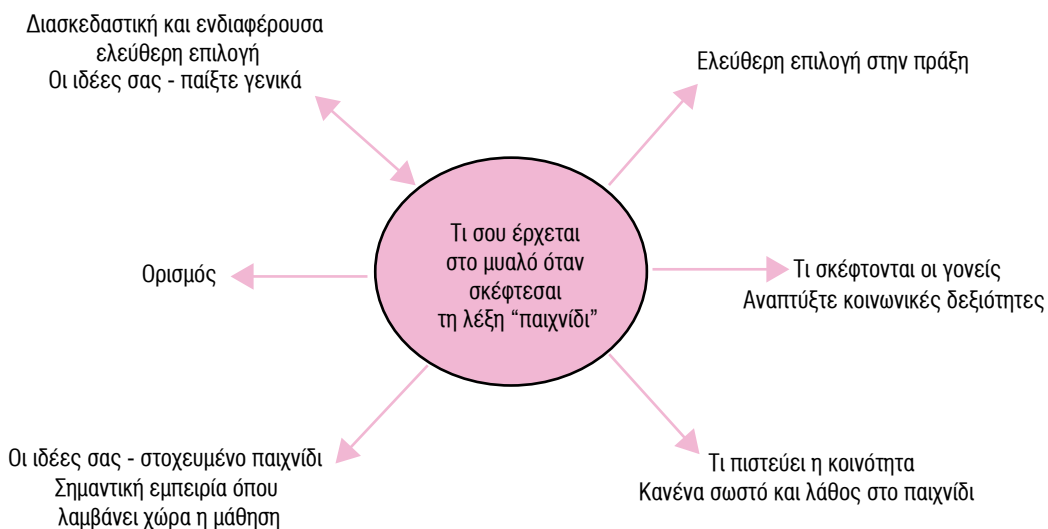 Διασκεδαστική και ενδιαφέρουσα
ελεύθερη επιλογή
Οι ιδέες σας - παίξτε γενικά
Ελεύθερη επιλογή στην πράξη
Τι σου έρχεται
στο μυαλό όταν
σκέφτεσαι
τη λέξη “παιχνίδι”
Ορισμός
Τι σκέφτονται οι γονείς
Αναπτύξτε κοινωνικές δεξιότητες
Οι ιδέες σας - στοχευμένο παιχνίδι
Σημαντική εμπειρία όπου
λαμβάνει χώρα η μάθηση
Τι πιστεύει η κοινότητα
Κανένα σωστό και λάθος στο παιχνίδι